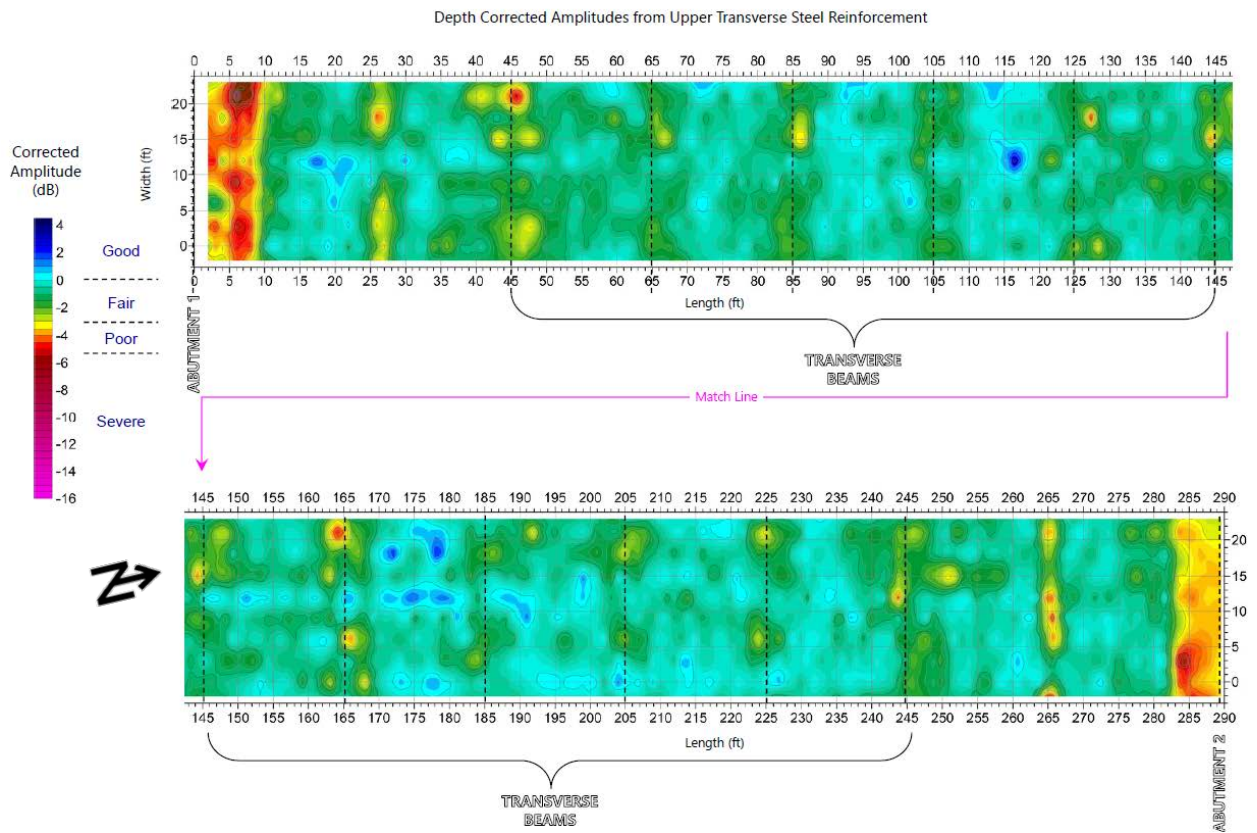 Depth Corrected Amplitudes from Upper Transverse Steel Reinforcement
0 5 10 15 20 25 30 35 40 45 50 55 60 65 70 75 80 85 90 95 100 105 110 115 120 125 130 135 140 145
20
15
10
5
0
Width (ft)
Corrected
Amplitude
(dB)
4
2
0
-2
-4
-6
-8
-10
-12
-14
-16
Good
Fair
Poor
Severe
0 5 10 15 20 25 30 35 40 45 50 55 60 65 70 75 80 85 90 95 100 105 110 115 120 125 130 135 140 145
Length (ft)
ABUTMENT 1
TRANSVERSE
BEAMS
Match Line
145 150 155 160 165 170 175 180 185 190 195 200 205 210 215 220 225 230 235 240 245 250 255 260 265 270 275 280 285 290
20
15
10
5
0
N
145 150 155 160 165 170 175 180 185 190 195 200 205 210 215 220 225 230 235 240 245 250 255 260 265 270 275 280 285 290
Length (ft)
TRANSVERSE
BEAMS
ABUTMENT 2